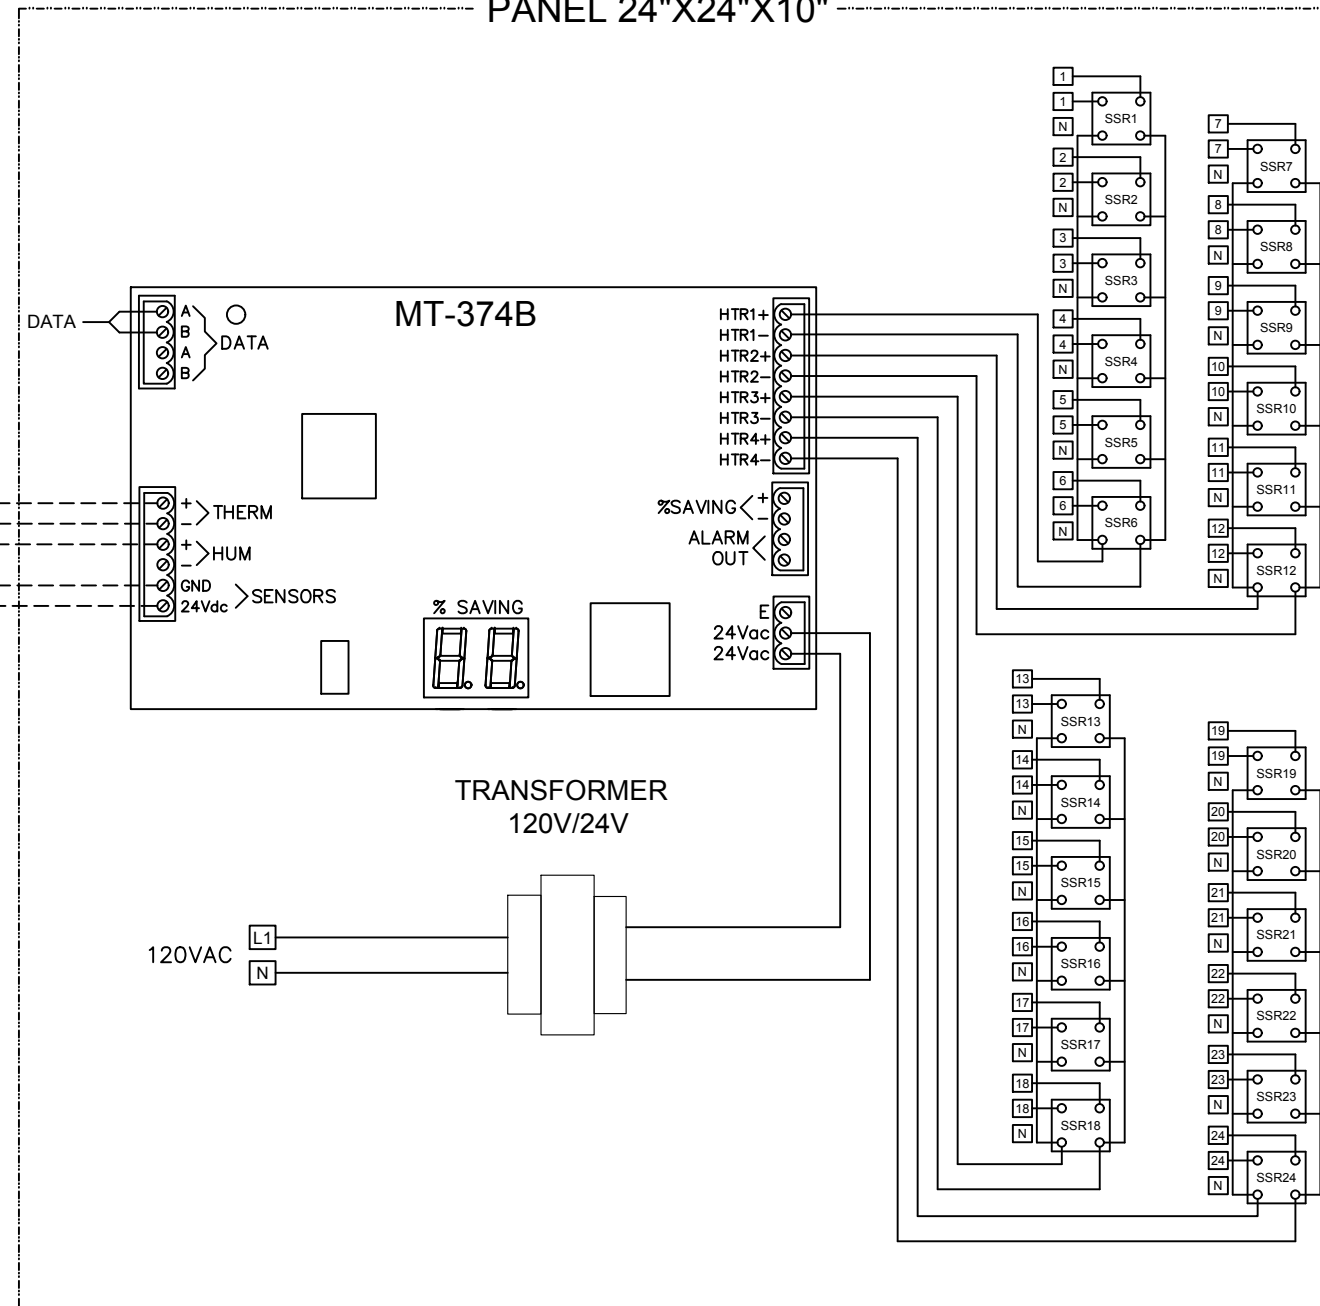 PANEL 24"X24"X10"
MT-374B
DATA
A
B
A
B
DATA
+
-
THERM
+
-
HUM
GND
24Vdc
SENSORS
% SAVING
HTR1+
HTR1-
HTR2+
HTR2-
HTR3+
HTR3-
HTR4+
HTR4-
%SAVING
+
-
ALARM
OUT
E
24Vac
24Vac
TRANSFORMER
120V/24V
120VAC
L1
N
1
1
N
SSR1
2
2
N
SSR2
3
3
N
SSR3
4
4
N
SSR4
5
5
N
SSR5
6
6
N
SSR6
7
7
N
SSR7
8
8
N
SSR8
9
9
N
SSR9
10
10
N
SSR10
11
11
N
SSR11
12
12
N
SSR12
13
13
N
SSR13
14
14
N
SSR14
15
15
N
SSR15
16
16
N
SSR16
17
17
N
SSR17
18
18
N
SSR18
19
19
N
SSR19
20
20
N
SSR20
21
21
N
SSR21
22
22
N
SSR22
23
23
N
SSR23
24
24
N
SSR24